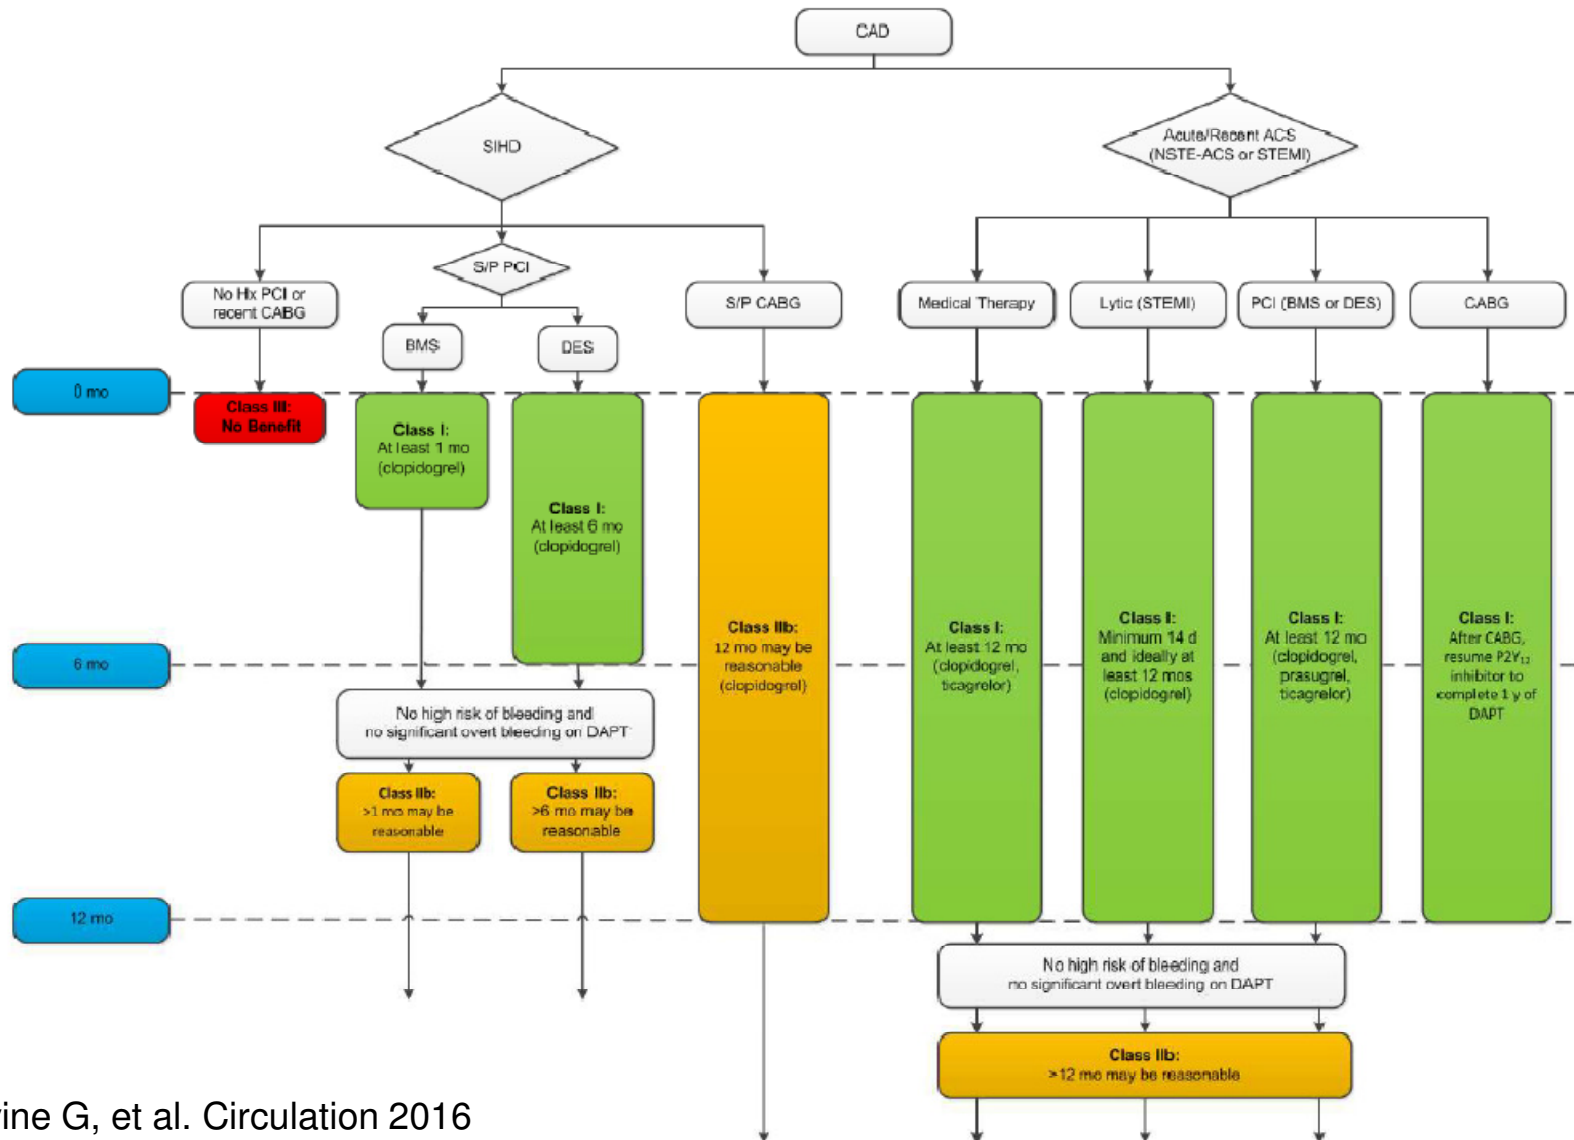 CAD
SIHD
Acute/Recent ACS
(NSTE-ACS or STEMI)
No Hx PCI or
recent CABG
S/P PCI
BMS
DES
S/P CABG
Medical Therapy
Lytic (STEMI)
PCI (BMS or DES)
CABG
0 mo
Class III:
No Benefit
Class I:
At least 1 mo
(clopidogrel)
Class I:
At least 6 mo
(clopidogrel)
Class IIb:
12 mo may be
reasonable
(clopidogrel)
Class I:
At least 12 mo
(clopidogrel,
ticagrelor)
Class I:
Minimum 14 d
and ideally at
least 12 mos
(clopidogrel)
Class I:
At least 12 mo
(clopidogrel,
prasugrel,
ticagrelor)
Class I:
After CABG,
resume P2Y₁₂
inhibitor to
complete 1 y of
DAPT
6 mo
No high risk of bleeding and
no significant overt bleeding on DAPT
Class IIb:
>1 mo may be
reasonable
Class IIb:
>6 mo may be
reasonable
12 mo
No high risk of bleeding and
no significant overt bleeding on DAPT
Class IIb:
>12 mo may be reasonable
ine G, et al. Circulation 2016